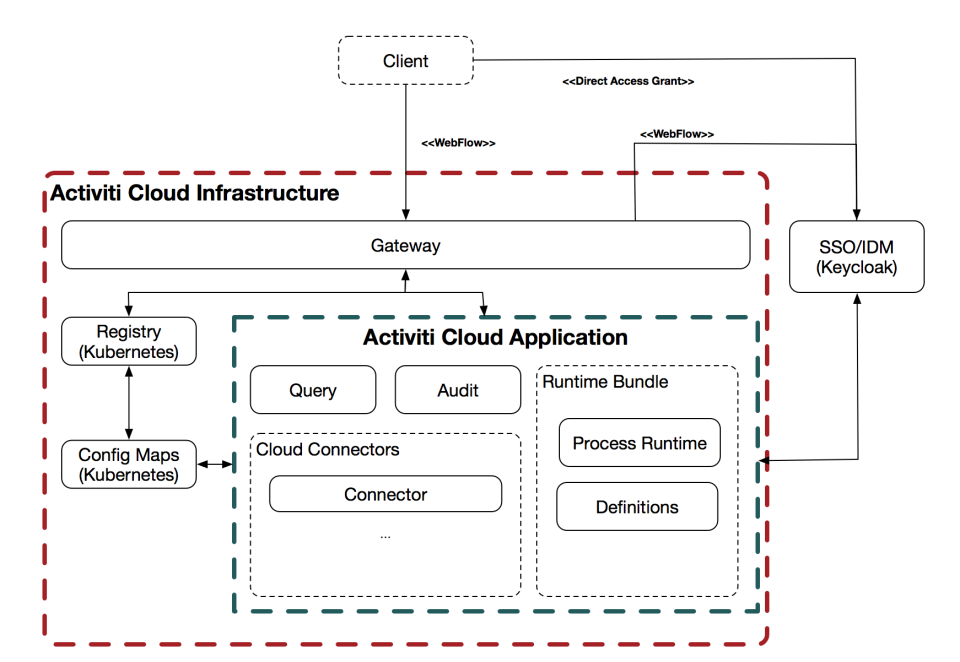 Client
<<Direct Access Grant>>
<<WebFlow>>
<<WebFlow>>
Activiti Cloud Infrastructure
Gateway
SSO/IDM
(Keycloak)
Registry
(Kubernetes)
Activiti Cloud Application
Query
Audit
Runtime Bundle
Process Runtime
Definitions
Cloud Connectors
Connector
...
Config Maps
(Kubernetes)